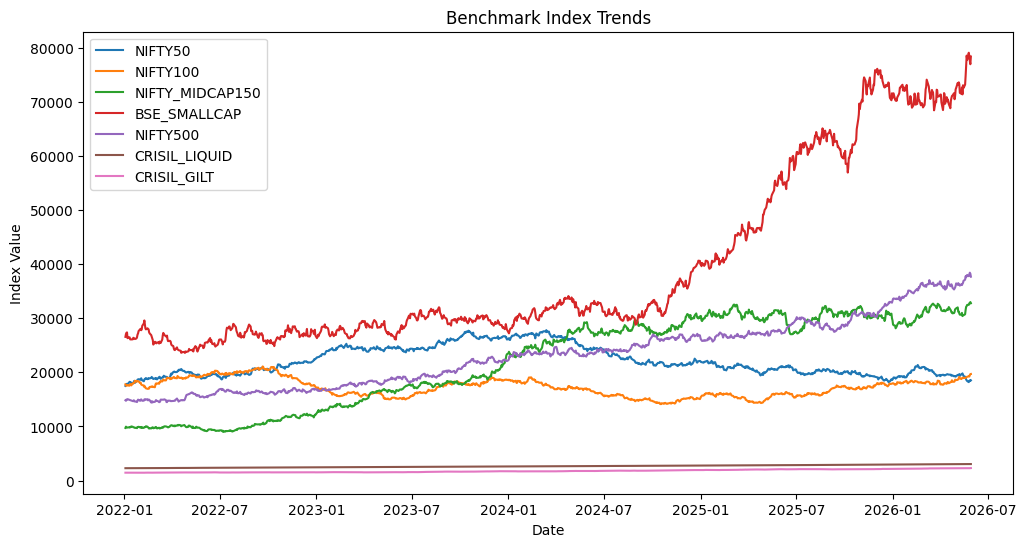 Benchmark Index Trends
NIFTY50
NIFTY100
NIFTY_MIDCAP150
BSE_SMALLCAP
NIFTY500
CRISIL_LIQUID
CRISIL_GILT
Index Value
80000
70000
60000
50000
40000
30000
20000
10000
0
2022-01 2022-07 2023-01 2023-07 2024-01 2024-07 2025-01 2025-07 2026-01 2026-07
Date